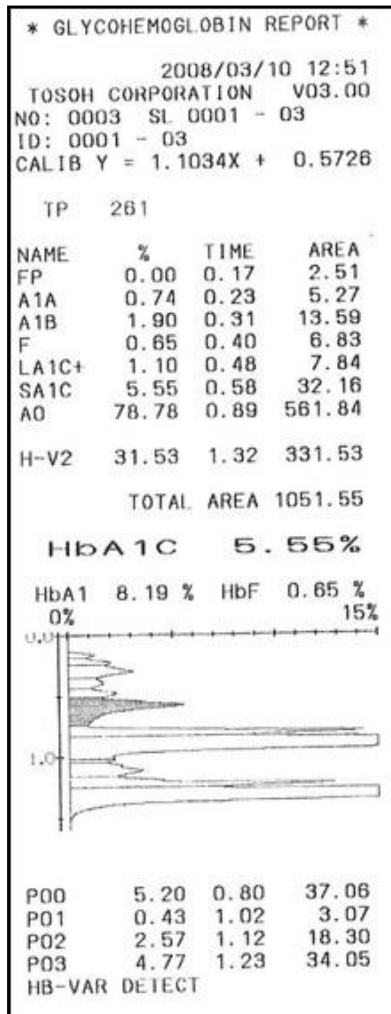 * GLYCOHEMOGLOBIN REPORT *
2008/03/10 12:51
TOSOH CORPORATION V03.00
NO: 0003 SL 0001 - 03
ID: 0001 - 03
CALIB Y = 1.1034X + 0.5726
TP 261
NAME % TIME AREA
FP 0.00 0.17 2.51
A1A 0.74 0.23 5.27
A1B 1.90 0.31 13.59
F 0.65 0.40 6.83
LA1C+ 1.10 0.48 7.84
SA1C 5.55 0.58 32.16
A0 78.78 0.89 561.84
H-V2 31.53 1.32 331.53
TOTAL AREA 1051.55
HbA1C 5.55%
HbA1 8.19 % HbF 0.65 %
0% 15%
0.0
1.0
P00 5.20 0.80 37.06
P01 0.43 1.02 3.07
P02 2.57 1.12 18.30
P03 4.77 1.23 34.05
HB-VAR DETECT